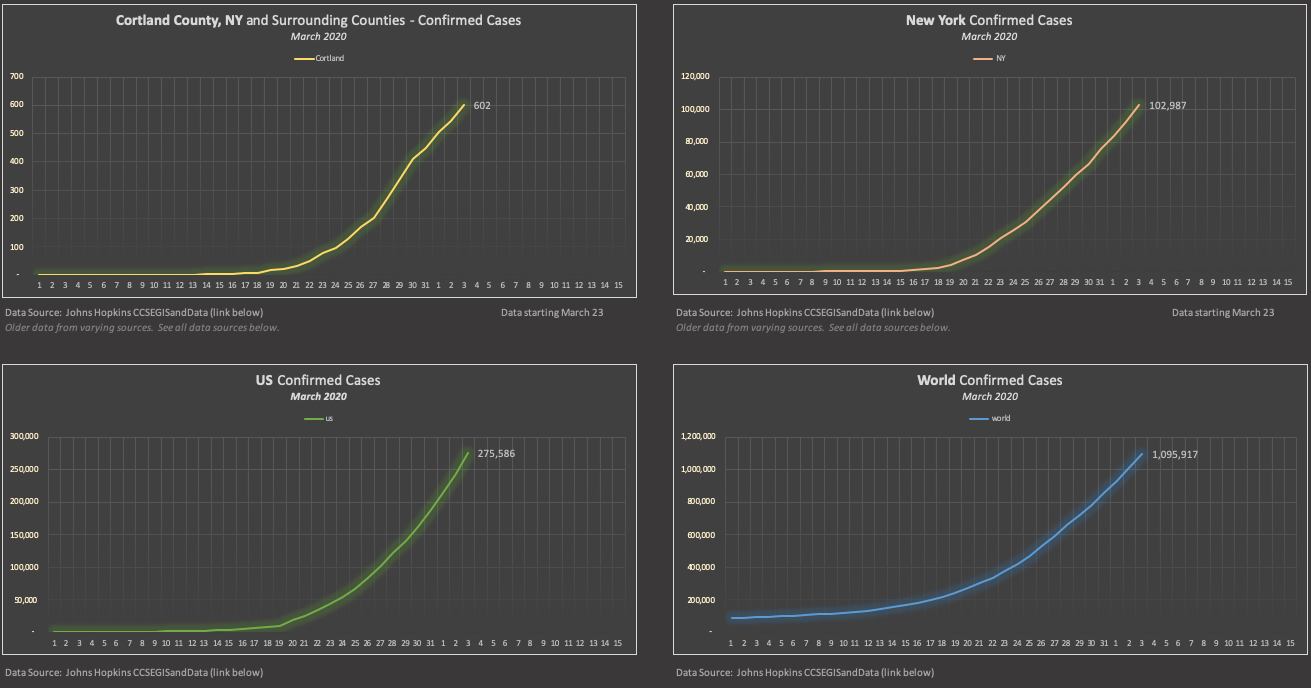 Cortland County, NY and Surrounding Counties - Confirmed Cases
March 2020
Cortland
700
600
500
400
300
200
100
-
602
1 2 3 4 5 6 7 8 9 10 11 12 13 14 15 16 17 18 19 20 21 22 23 24 25 26 27 28 29 30 31 1 2 3 4 5 6 7 8 9 10 11 12 13 14 15
Data Source: Johns Hopkins CCSEGISandData (link below)
Data starting March 23
Older data from varying sources. See all data sources below.
New York Confirmed Cases
March 2020
NY
120,000
100,000
80,000
60,000
40,000
20,000
-
102,987
1 2 3 4 5 6 7 8 9 10 11 12 13 14 15 16 17 18 19 20 21 22 23 24 25 26 27 28 29 30 31 1 2 3 4 5 6 7 8 9 10 11 12 13 14 15
Data Source: Johns Hopkins CCSEGISandData (link below)
Data starting March 23
Older data from varying sources. See all data sources below.
US Confirmed Cases
March 2020
us
300,000
250,000
200,000
150,000
100,000
50,000
-
275,586
1 2 3 4 5 6 7 8 9 10 11 12 13 14 15 16 17 18 19 20 21 22 23 24 25 26 27 28 29 30 31 1 2 3 4 5 6 7 8 9 10 11 12 13 14 15
Data Source: Johns Hopkins CCSEGISandData (link below)
World Confirmed Cases
March 2020
world
1,200,000
1,000,000
800,000
600,000
400,000
200,000
-
1,095,917
1 2 3 4 5 6 7 8 9 10 11 12 13 14 15 16 17 18 19 20 21 22 23 24 25 26 27 28 29 30 31 1 2 3 4 5 6 7 8 9 10 11 12 13 14 15
Data Source: Johns Hopkins CCSEGISandData (link below)